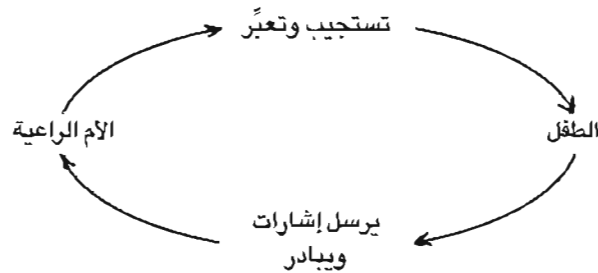 تستجيب وتعبِّر
الطفل
الأم الراعية
يرسل إشارات
ويبادر